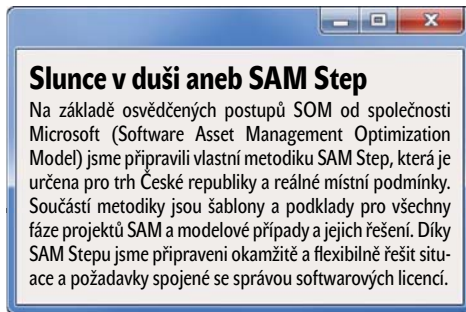 Slunce v duši aneb SAM Step
Na základě osvědčených postupů SOM od společnosti
Microsoft (Software Asset Management Optimization
Model) jsme připravili vlastní metodiku SAM Step, která je
určena pro trh České republiky a reálné místní podmínky.
Součástí metodiky jsou šablony a podklady pro všechny
fáze projektů SAM a modelové případy a jejich řešení. Díky
SAM Stepu jsme připraveni okamžitě a flexibilně řešit situ-
ace a požadavky spojené se správou softwarových licencí.